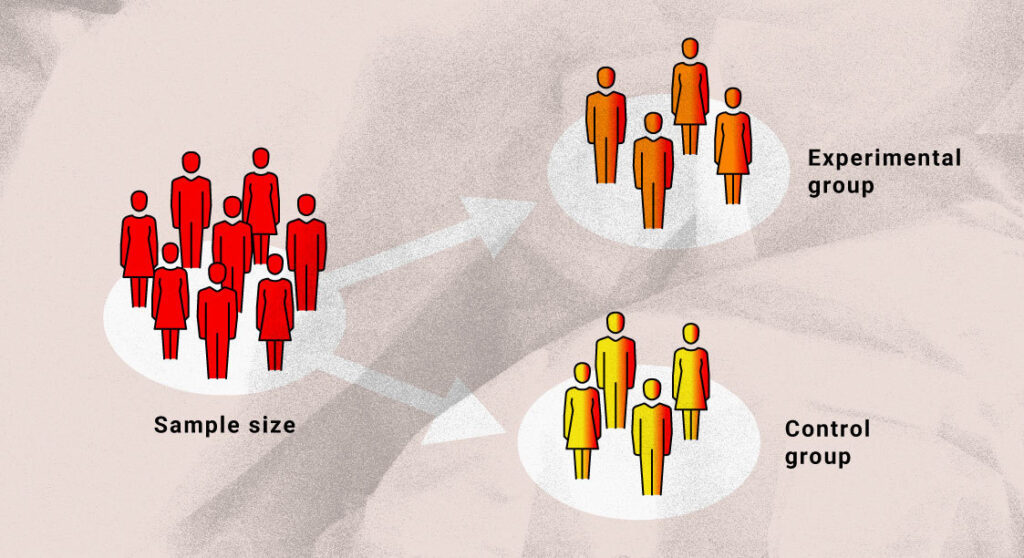 Experimental
group
Sample size
Control
group